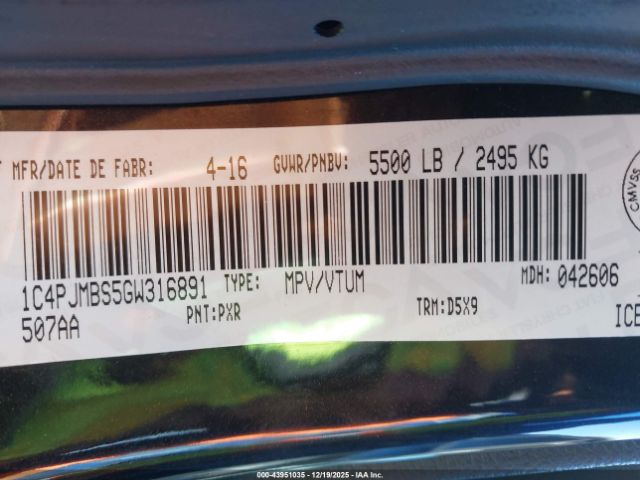 MFR/DATE DE FABR: 4-16 GVWR/PNBV: 5500 LB / 2495 KG
CMVSS
1C4PJMBS5GW316891 TYPE: MPV/VTUM MDH: 042606
507AA PNT:PXR TRM:D5X9 ICE
000-43951035 - 12/19/2025 - IAA Inc.